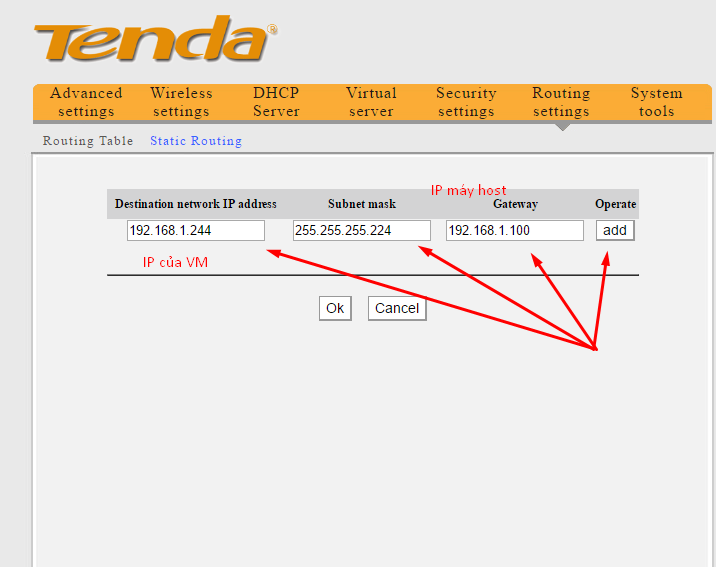 Tenda®
Advanced settings
Wireless settings
DHCP Server
Virtual server
Security settings
Routing settings
System tools
Routing Table
Static Routing
IP máy host
Destination network IP address
Subnet mask
Gateway
Operate
192.168.1.244
255.255.255.224
192.168.1.100
add
IP của VM
Ok
Cancel